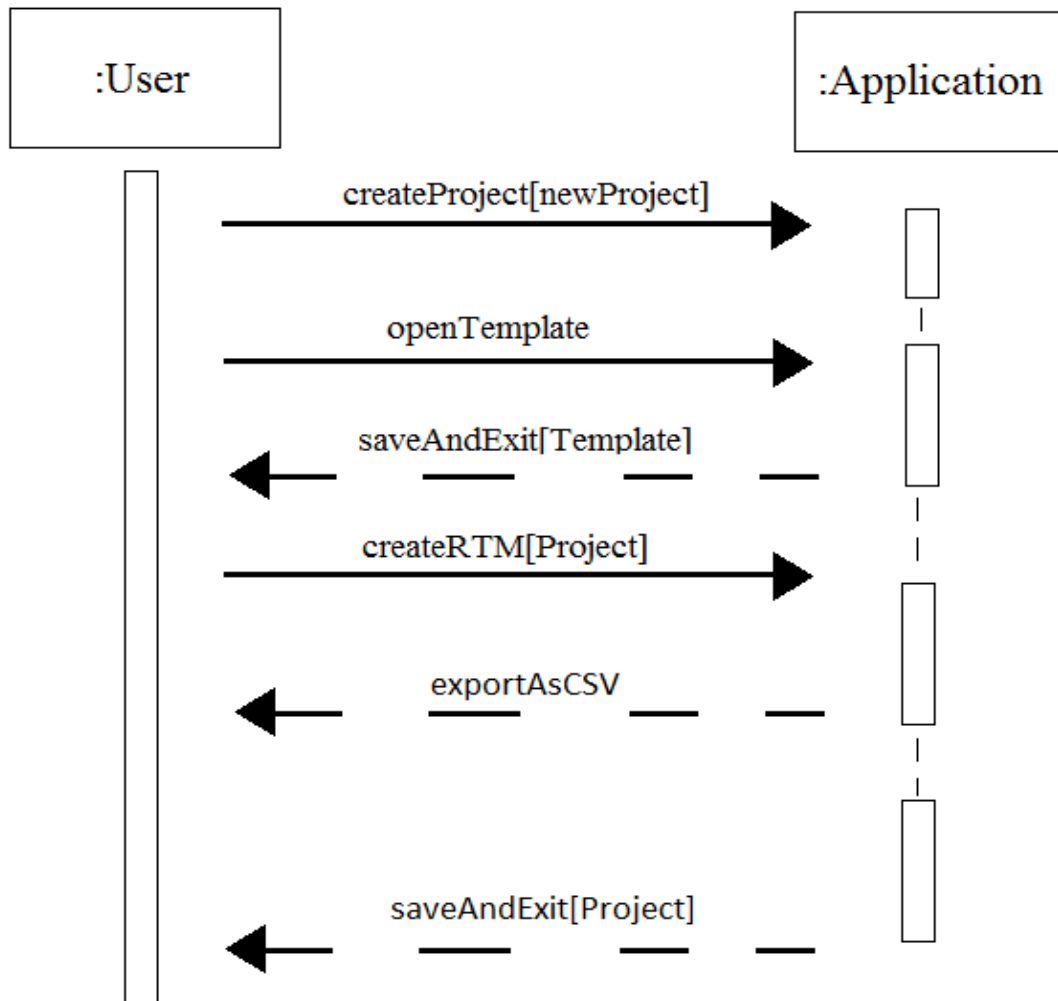 :User
:Application
createProject[newProject]
openTemplate
saveAndExit[Template]
createRTM[Project]
exportAsCSV
saveAndExit[Project]